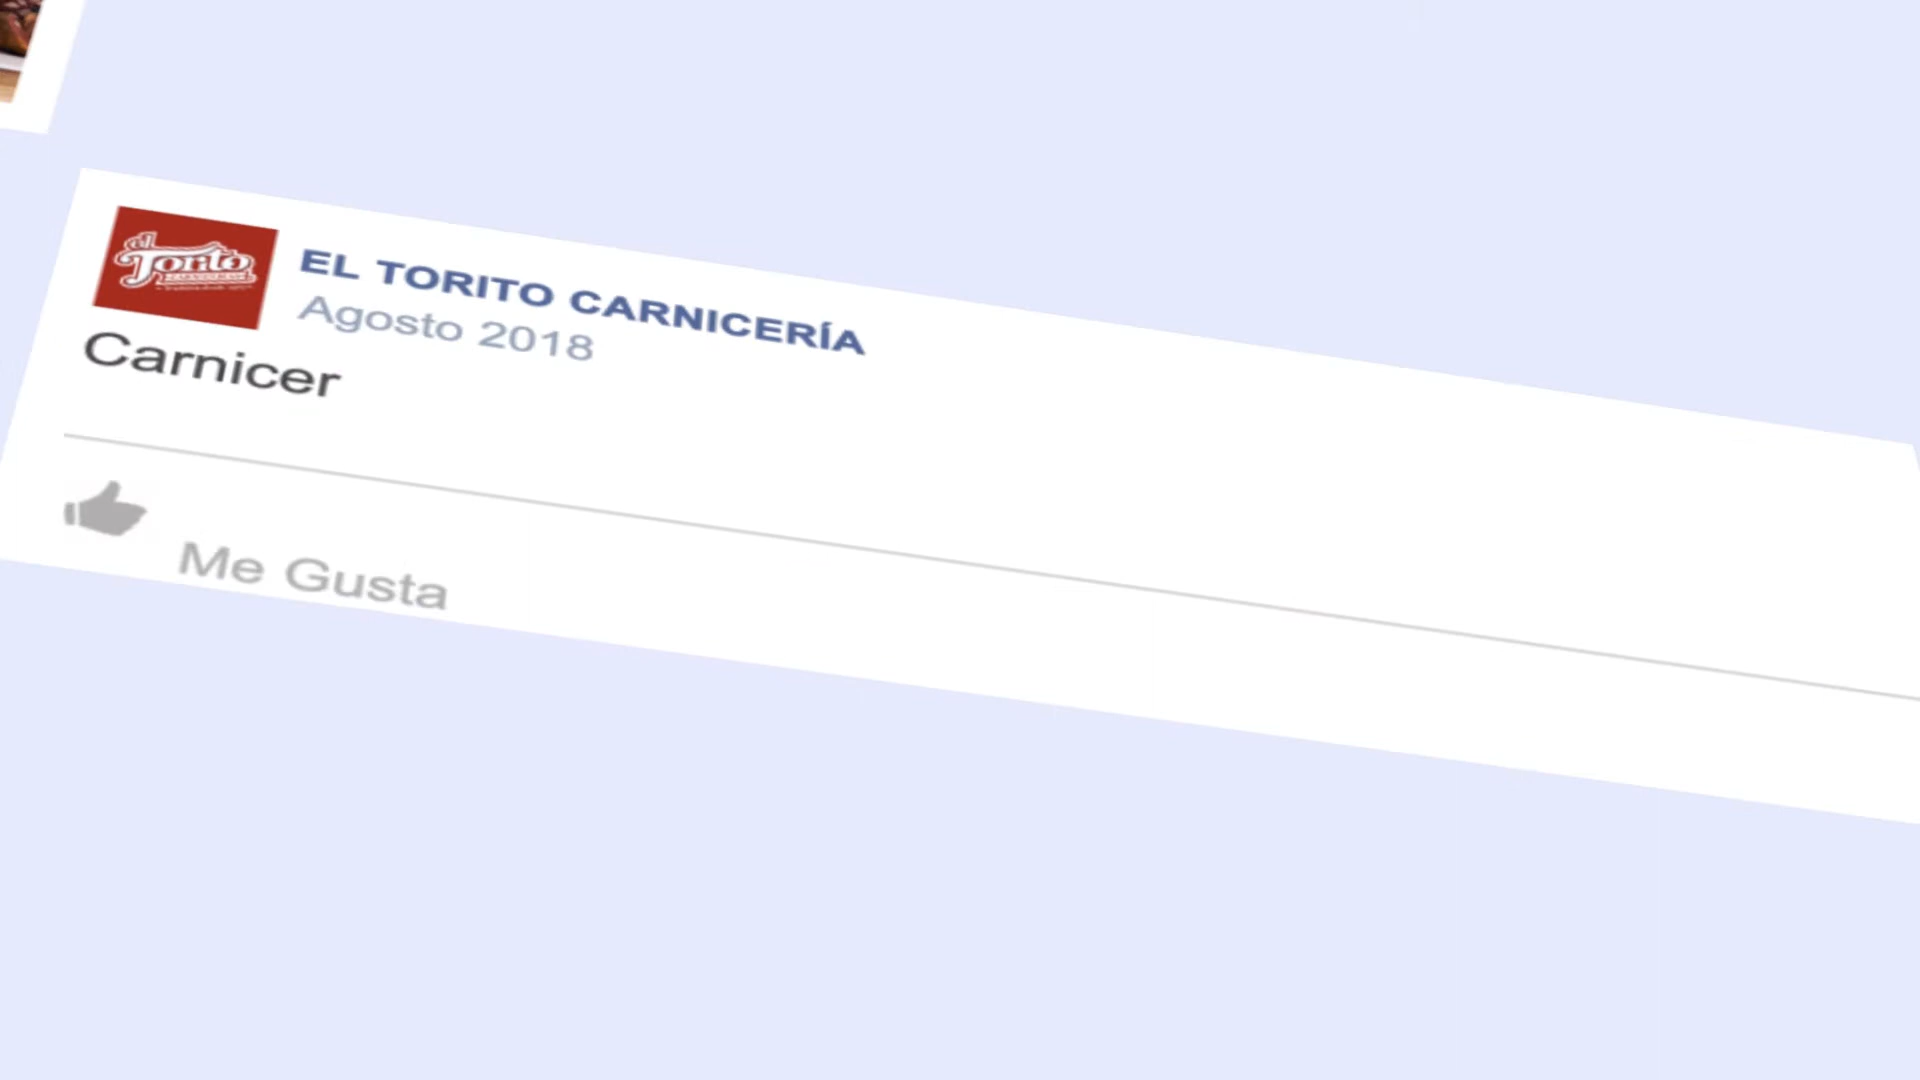 el
Torito
EL TORITO CARNICERÍA
Agosto 2018
Carnicer
Me Gusta